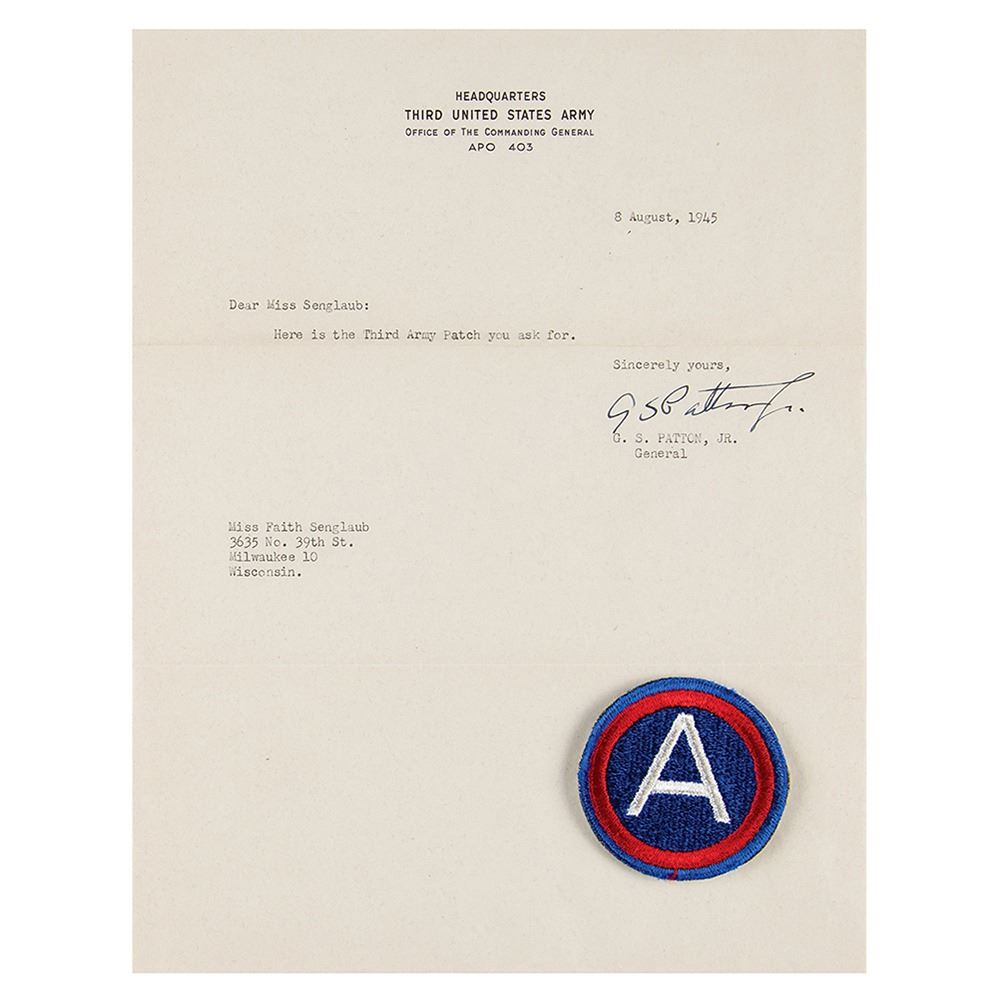 HEADQUARTERS
THIRD UNITED STATES ARMY
OFFICE OF THE COMMANDING GENERAL
APO 403
8 August, 1945
Dear Miss Senglaub:
Here is the Third Army Patch you ask for.
Sincerely yours,
G S Patton Jr.
G. S. PATTON, JR.
General
Miss Faith Senglaub
3635 No. 39th St.
Milwaukee 10
Wisconsin.
A